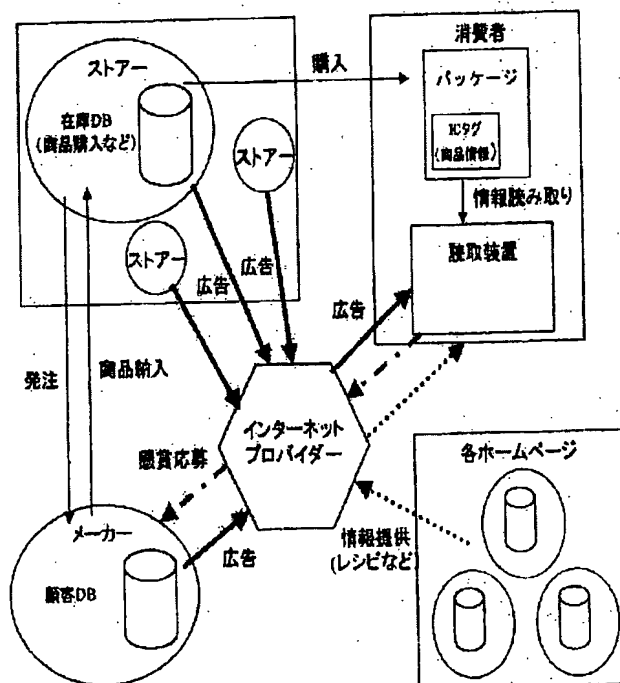 ストアー
在庫DB
(商品購入など)
ストアー
ストアー
購入
消費者
パッケージ
ICタグ
(商品情報)
情報読み取り
読取装置
広告
広告
広告
発注
商品納入
インターネット
プロバイダー
懸賞応募
広告
メーカー
顧客DB
情報提供
(レシピなど)
各ホームページ